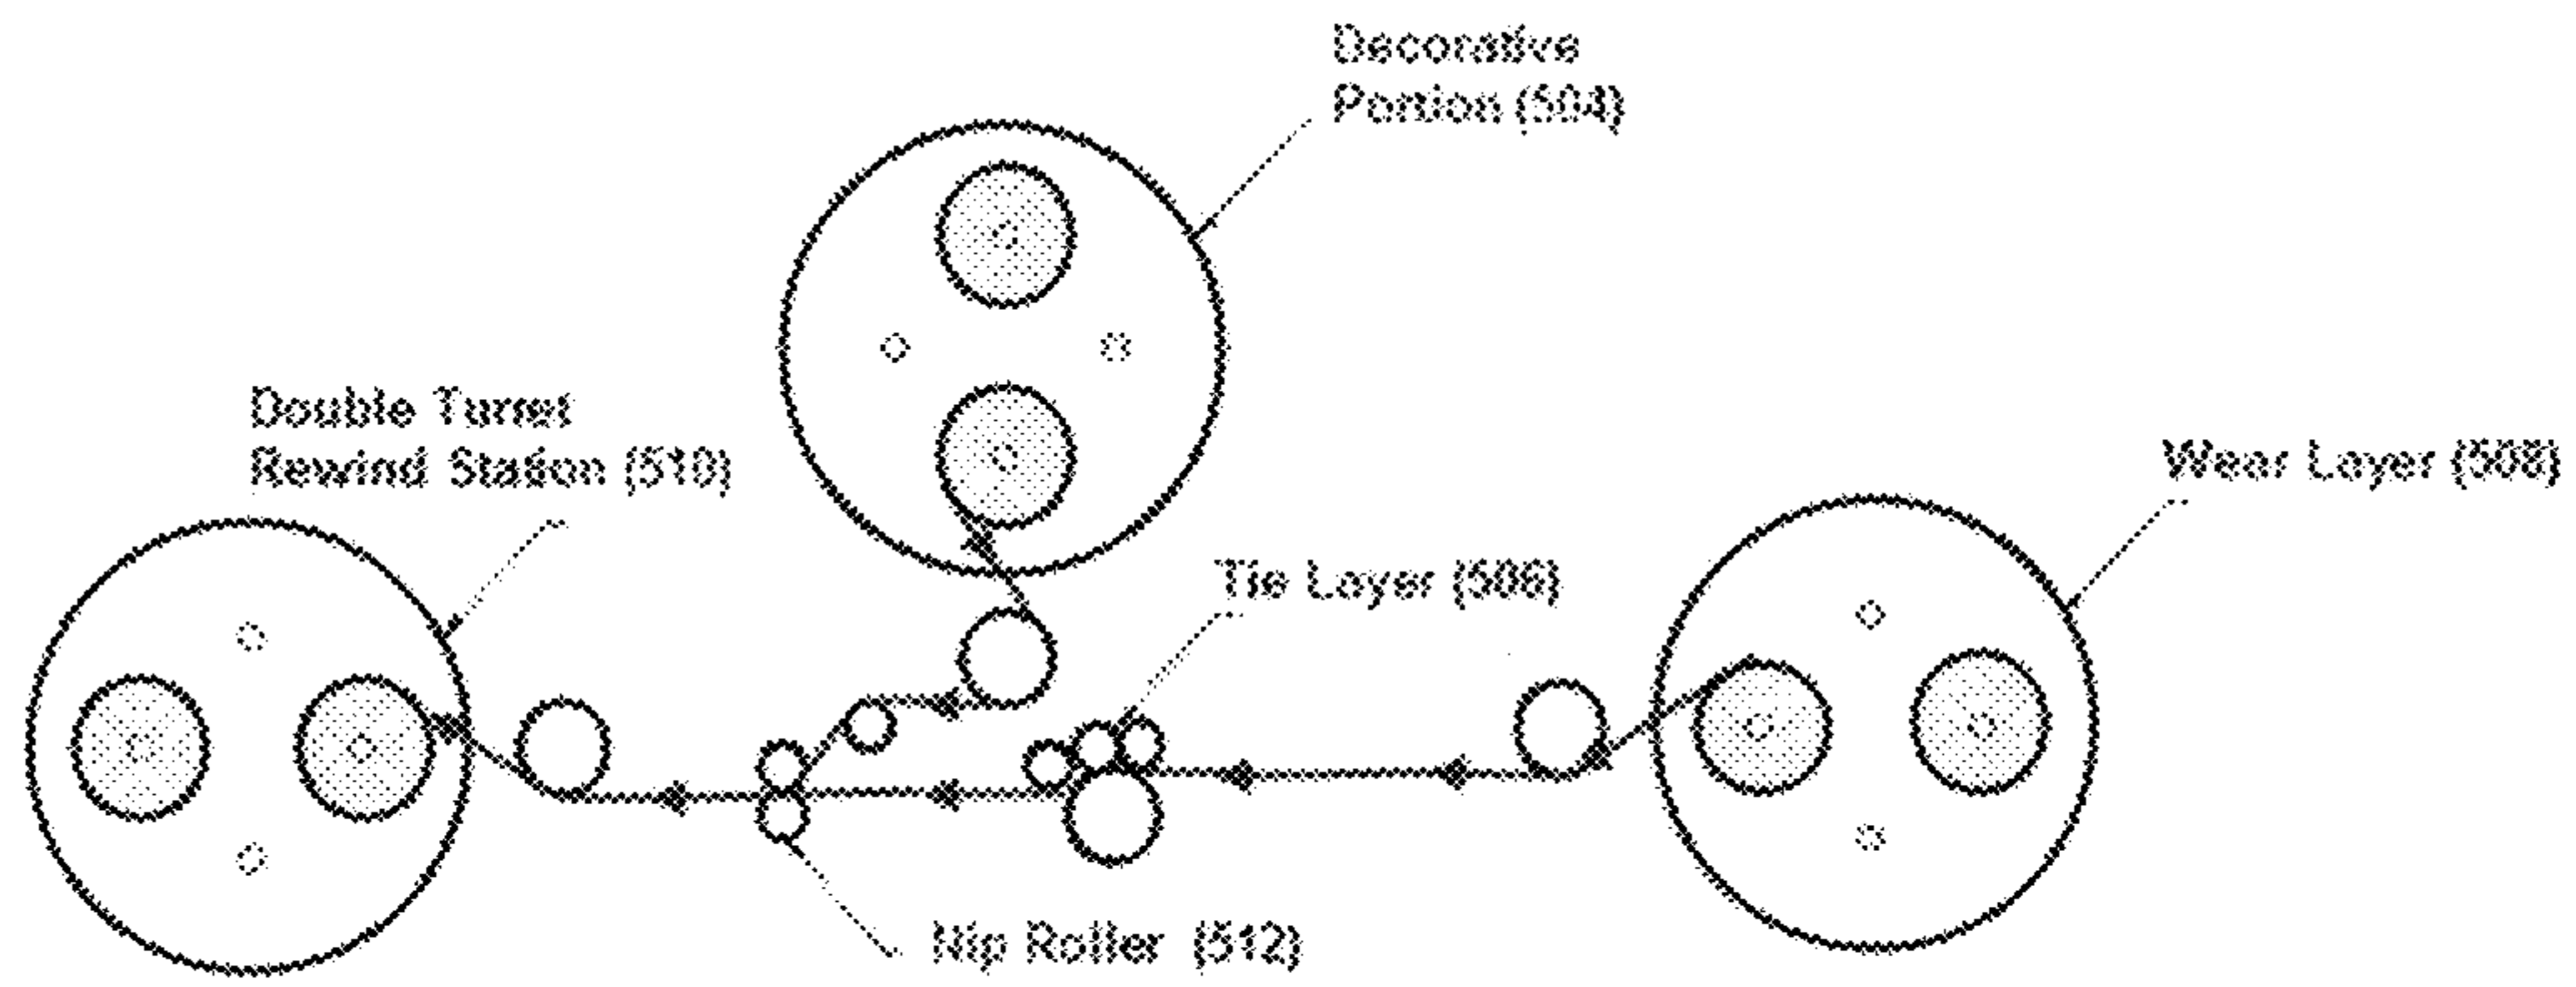 Decorative
Portion (504)
Double Turret
Rewind Station (510)
Wear Layer (508)
Tie Layer (506)
Nip Roller (512)